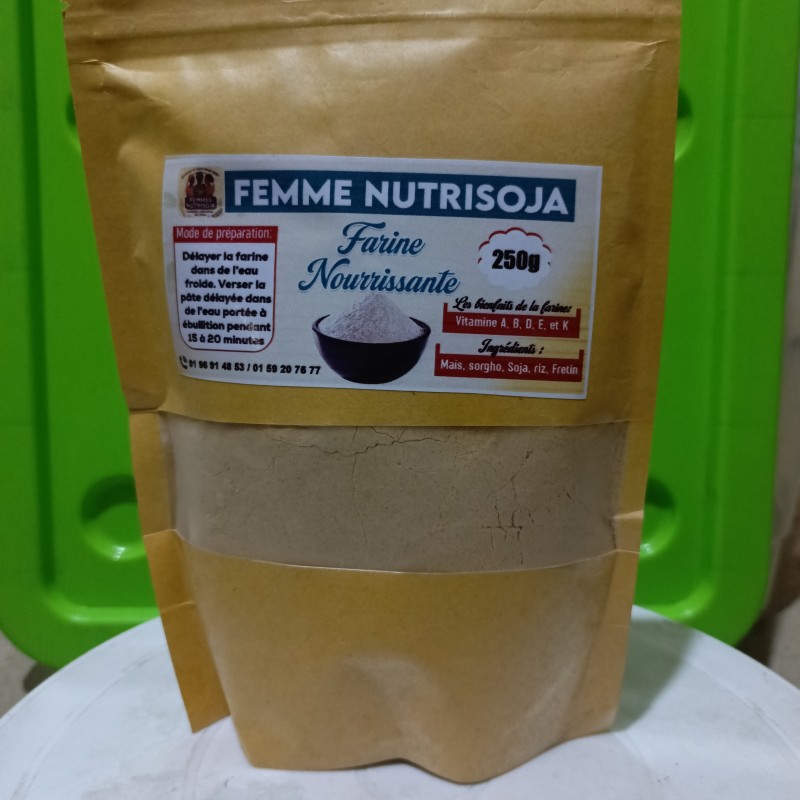 FEMMES
NUTRISOJA
FEMME NUTRISOJA
Mode de préparation:
Délayer la farine
dans de l'eau
froide. Verser la
pâte délayée dans
de l'eau portée à
ébullition pendant
15 à 20 minutes
Farine
Nourrissante
250g
Les bienfaits de la farine:
Vitamine A, B, D, E, et K
Ingrédients :
Maïs, sorgho, Soja, riz, Fretin
01 96 91 48 53 / 01 59 20 76 77